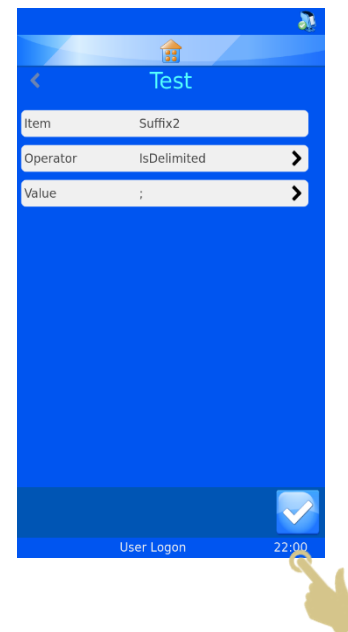 Test
Item Suffix2
Operator IsDelimited
Value ;
User Logon 22:00